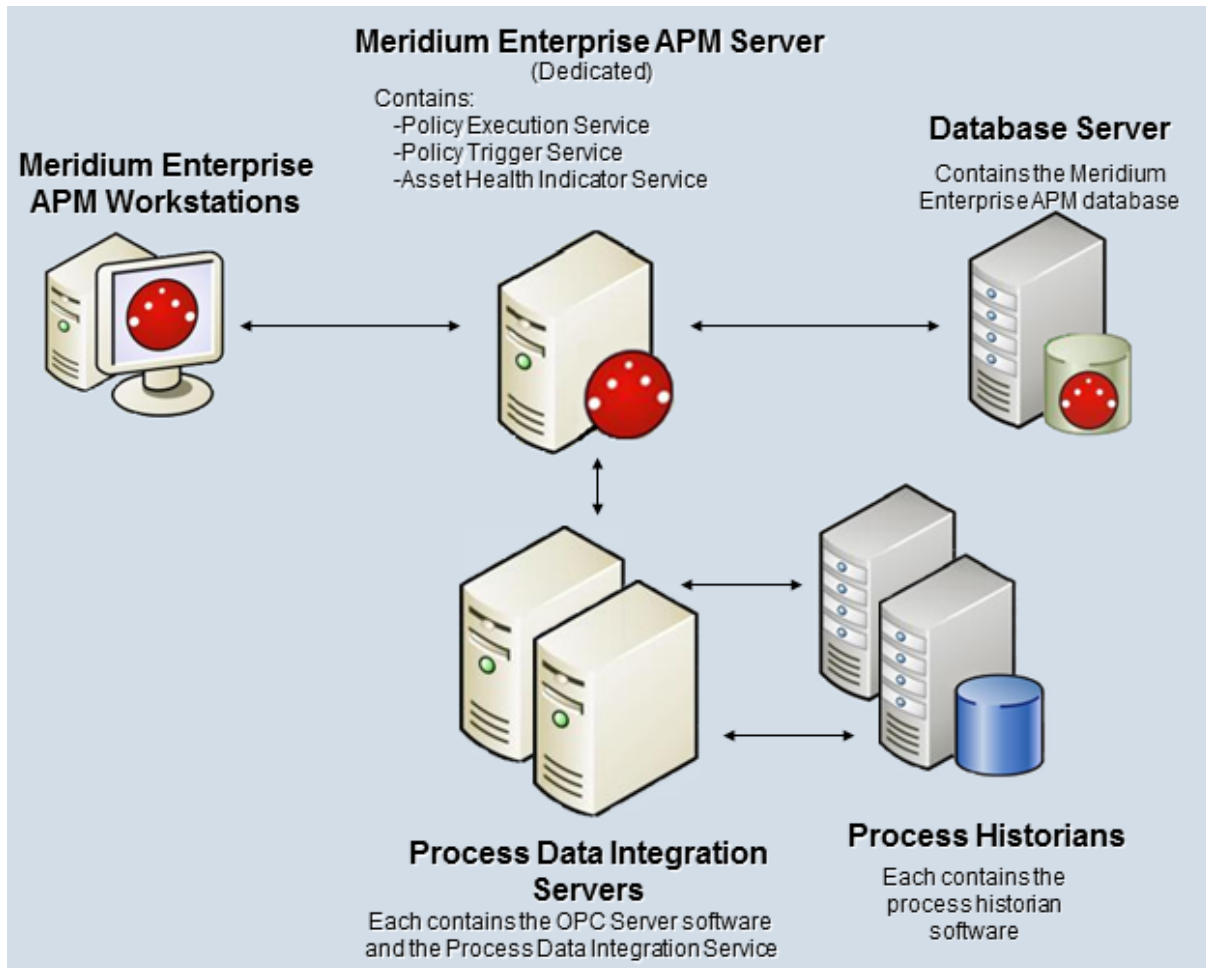 Meridium Enterprise APM Server
(Dedicated)
Contains:
-Policy Execution Service
-Policy Trigger Service
-Asset Health Indicator Service
Meridium Enterprise
APM Workstations
Database Server
Contains the Meridium
Enterprise APM database
Process Data Integration
Servers
Each contains the OPC Server software
and the Process Data Integration Service
Process Historians
Each contains the
process historian
software